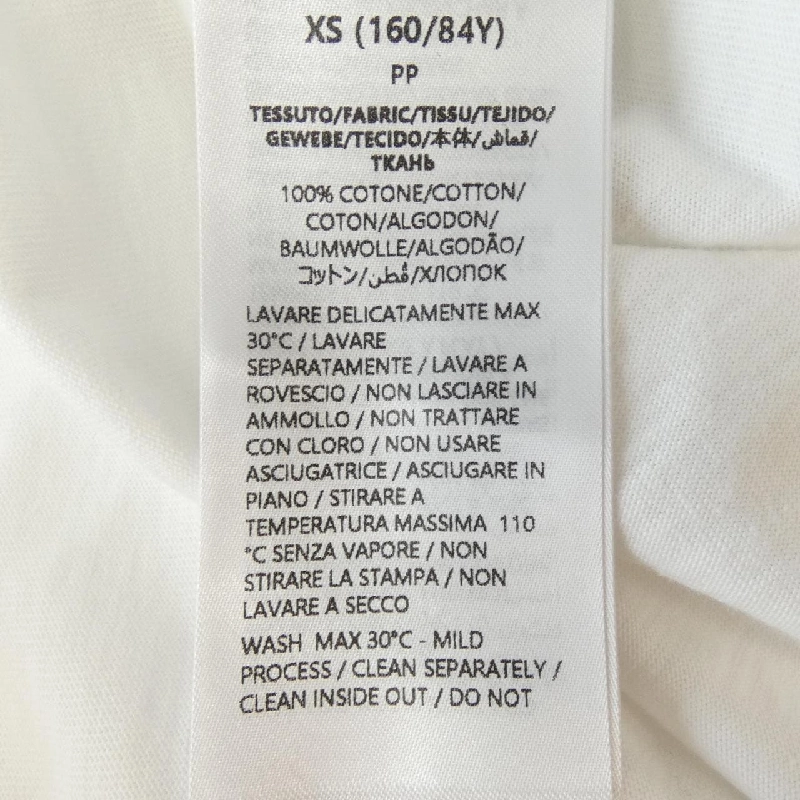 XS (160/84Y)
PP
TESSUTO/FABRIC/TISSU/TEJIDO/
GEWEBE/TECIDO/本体/قماش/
ТКАНЬ
100% COTONE/COTTON/
COTON/ALGODON/
BAUMWOLLE/ALGODÃO/
コットン/قُطن/ХЛОПОК
LAVARE DELICATAMENTE MAX
30°C / LAVARE
SEPARATAMENTE / LAVARE A
ROVESCIO / NON LASCIARE IN
AMMOLLO / NON TRATTARE
CON CLORO / NON USARE
ASCIUGATRICE / ASCIUGARE IN
PIANO / STIRARE A
TEMPERATURA MASSIMA 110
°C SENZA VAPORE / NON
STIRARE LA STAMPA / NON
LAVARE A SECCO
WASH MAX 30°C - MILD
PROCESS / CLEAN SEPARATELY /
CLEAN INSIDE OUT / DO NOT